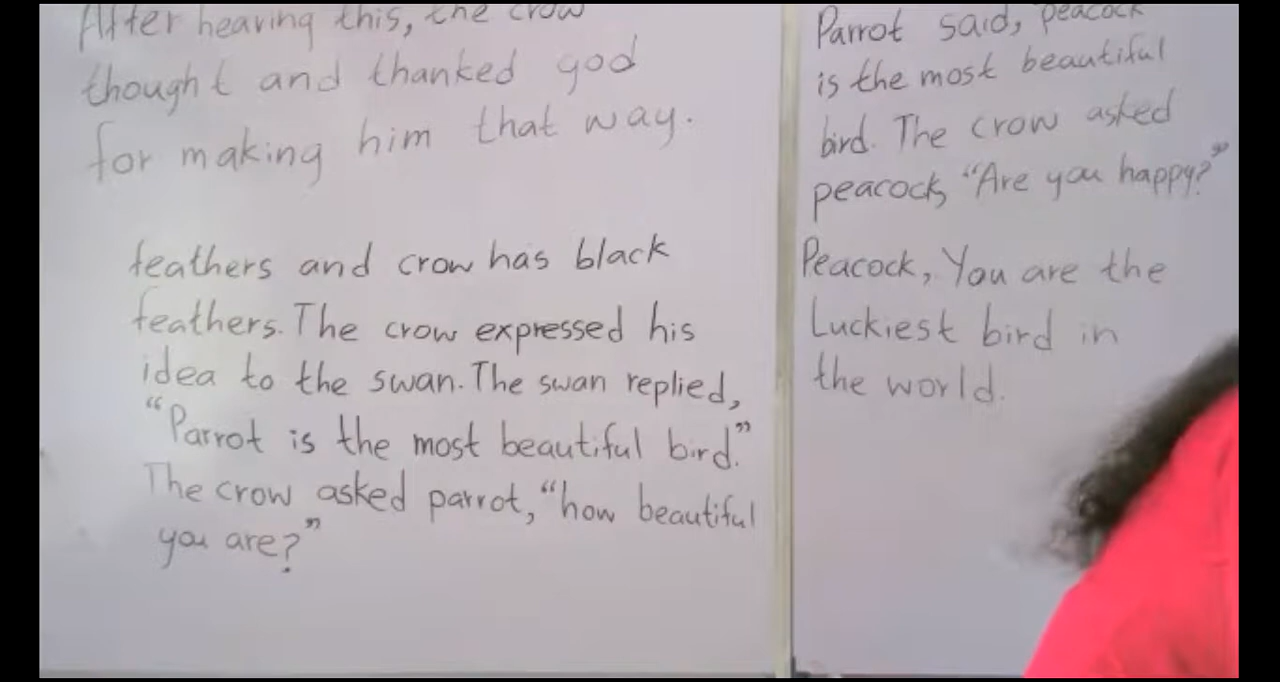 After hearing this, the crow
thought and thanked god
for making him that way.
feathers and crow has black
feathers. The crow expressed his
idea to the swan. The swan replied,
“Parrot is the most beautiful bird.”
The crow asked parrot, “how beautiful
you are?”
Parrot said, peacock
is the most beautiful
bird. The crow asked
peacock, “Are you happy?”
Peacock, You are the
Luckiest bird in
the world.